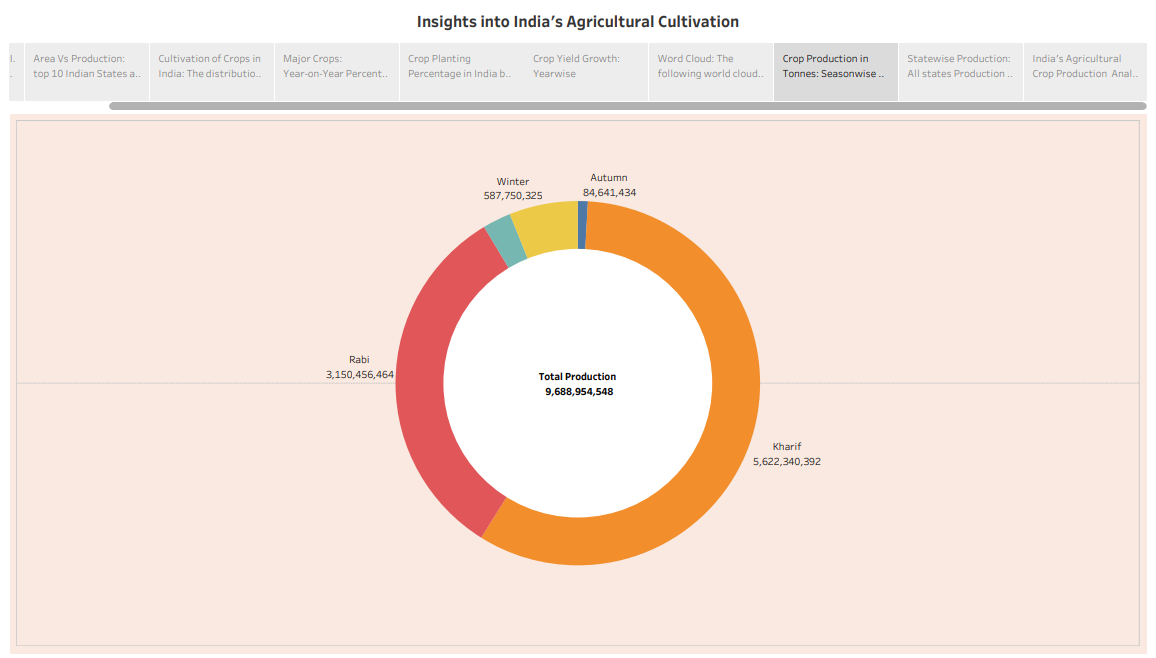 Insights into India's Agricultural Cultivation
l.
.
Area Vs Production:
top 10 Indian States a..
Cultivation of Crops in
India: The distributio..
Major Crops:
Year-on-Year Percent..
Crop Planting
Percentage in India b..
Crop Yield Growth:
Yearwise
Word Cloud: The
following world cloud..
Crop Production in
Tonnes: Seasonwise ..
Statewise Production:
All states Production ..
India's Agricultural
Crop Production Anal..
Winter
587,750,325
Autumn
84,641,434
Rabi
3,150,456,464
Total Production
9,688,954,548
Kharif
5,622,340,392